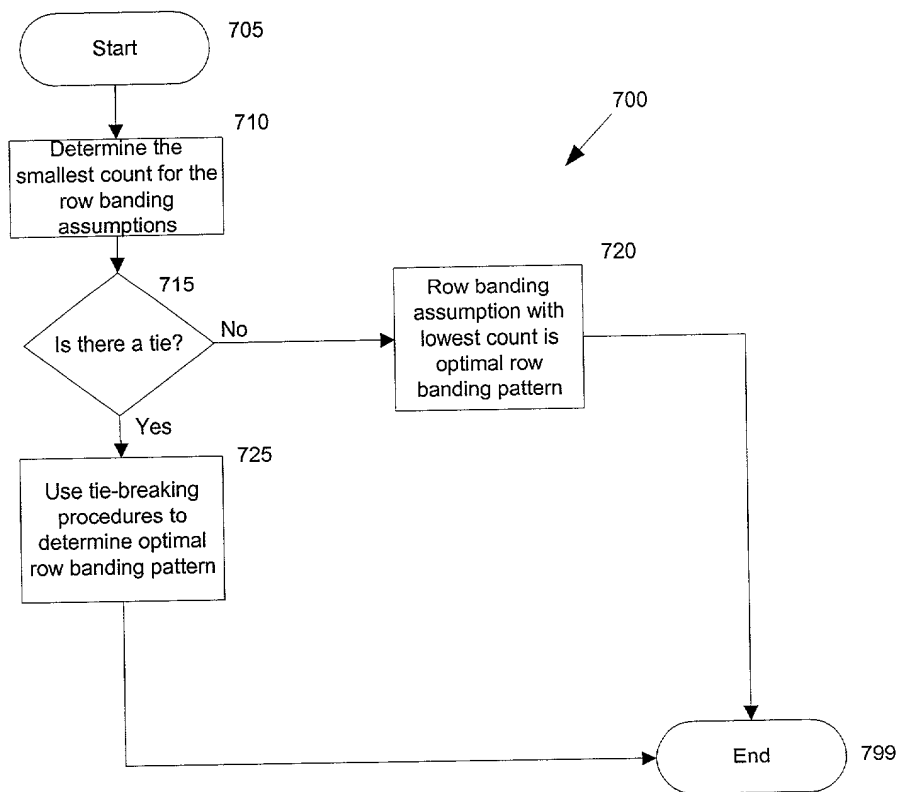 Start
705
700
710
Determine the
smallest count for the
row banding
assumptions
715
Is there a tie?
No
720
Row banding
assumption with
lowest count is
optimal row
banding pattern
Yes
725
Use tie-breaking
procedures to
determine optimal
row banding pattern
End
799